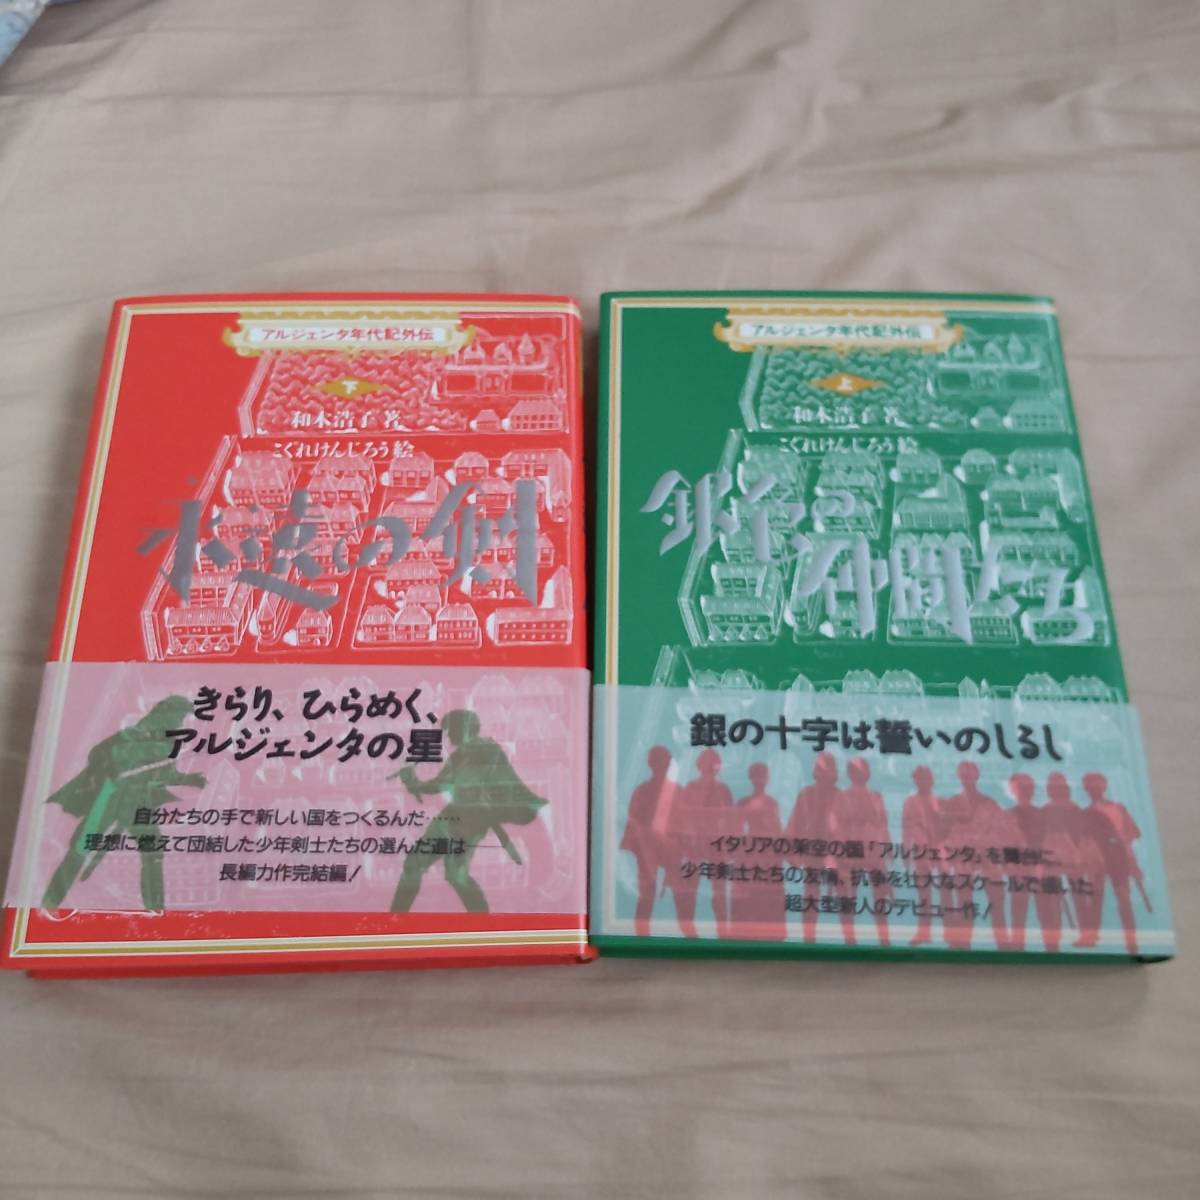 アルジェンタ年代記外伝
下
和木浩子 著
こぐれけんじろう 絵
永遠の剣
きらり、ひらめく、
アルジェンタの星
自分たちの手で新しい国をつくるんだ……
理想に燃えて団結した少年剣士たちの選んだ道は——
長編力作完結編!
アルジェンタ年代記外伝
上
和木浩子 著
こぐれけんじろう 絵
銀の
仲間たち
銀の十字は誓いのしるし
イタリアの架空の国「アルジェンタ」を舞台に、
少年剣士たちの友情、抗争を壮大なスケールで描いた
超大型新人のデビュー作!